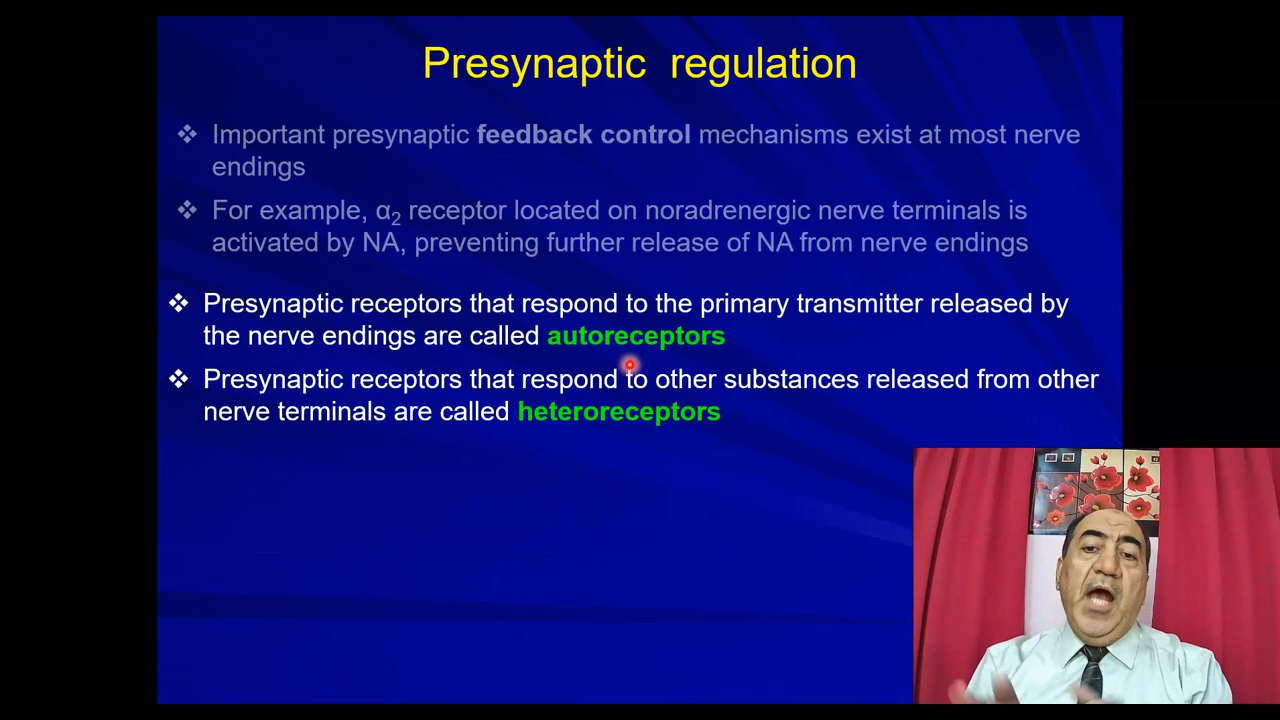 Presynaptic regulation
❖ Important presynaptic feedback control mechanisms exist at most nerve
endings
❖ For example, α₂ receptor located on noradrenergic nerve terminals is
activated by NA, preventing further release of NA from nerve endings
❖ Presynaptic receptors that respond to the primary transmitter released by
the nerve endings are called autoreceptors
❖ Presynaptic receptors that respond to other substances released from other
nerve terminals are called heteroreceptors